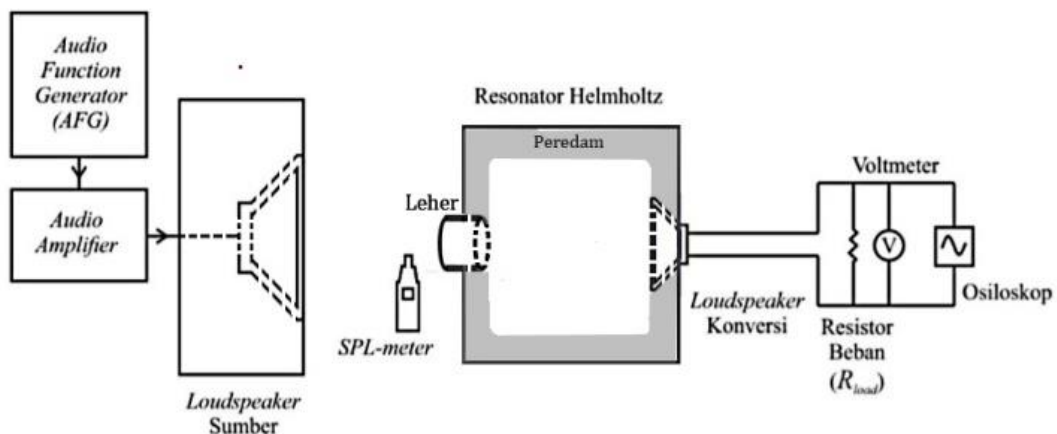 Audio
Function
Generator
(AFG)
Audio
Amplifier
Loudspeaker
Sumber
SPL-meter
Leher
Resonator Helmholtz
Peredam
Loudspeaker
Konversi
Voltmeter
V
Resistor
Beban
(R_load)
Osiloskop